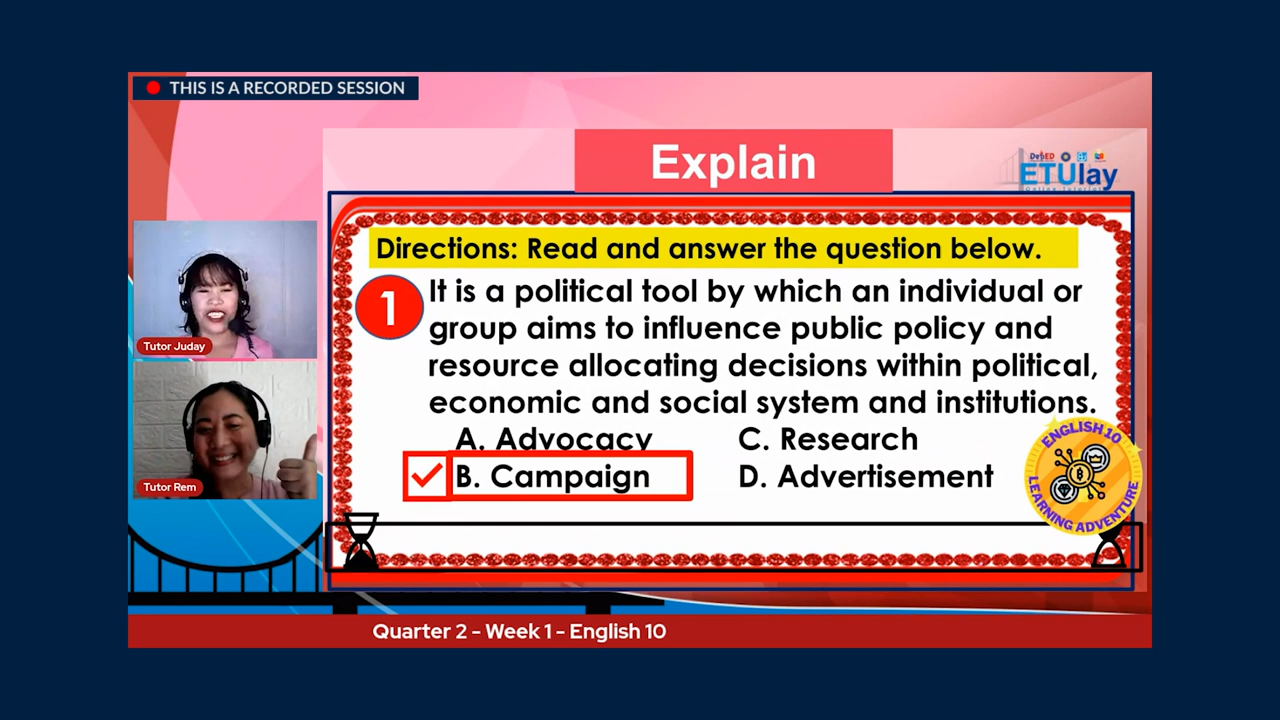 THIS IS A RECORDED SESSION
Explain
DepED
ETUlay
Directions: Read and answer the question below.
1
It is a political tool by which an individual or
group aims to influence public policy and
resource allocating decisions within political,
economic and social system and institutions.
A. Advocacy
C. Research
B. Campaign
D. Advertisement
ENGLISH 10
LEARNING ADVENTURE
Tutor Juday
Tutor Rem
Quarter 2 - Week 1 - English 10